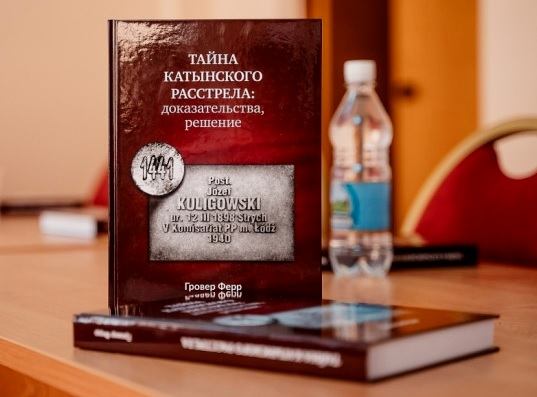 ТАЙНА
КАТЫНСКОГО
РАССТРЕЛА:
доказательства,
решение
1441
Post.
Józef
KULIGOWSKI
ur. 12 III 1898 Strych
V Komisariat PP m. Łódź
1940
Гровер Ферр